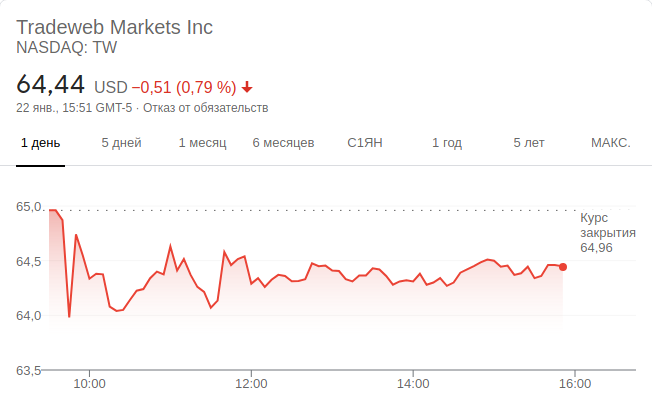 Tradeweb Markets Inc
NASDAQ: TW
64,44 USD −0,51 (0,79 %)
22 янв., 15:51 GMT-5 · Отказ от обязательств
1 день 5 дней 1 месяц 6 месяцев С1ЯН 1 год 5 лет МАКС.
65,0
Курс
закрытия
64,96
64,5
64,0
63,5
10:00 12:00 14:00 16:00